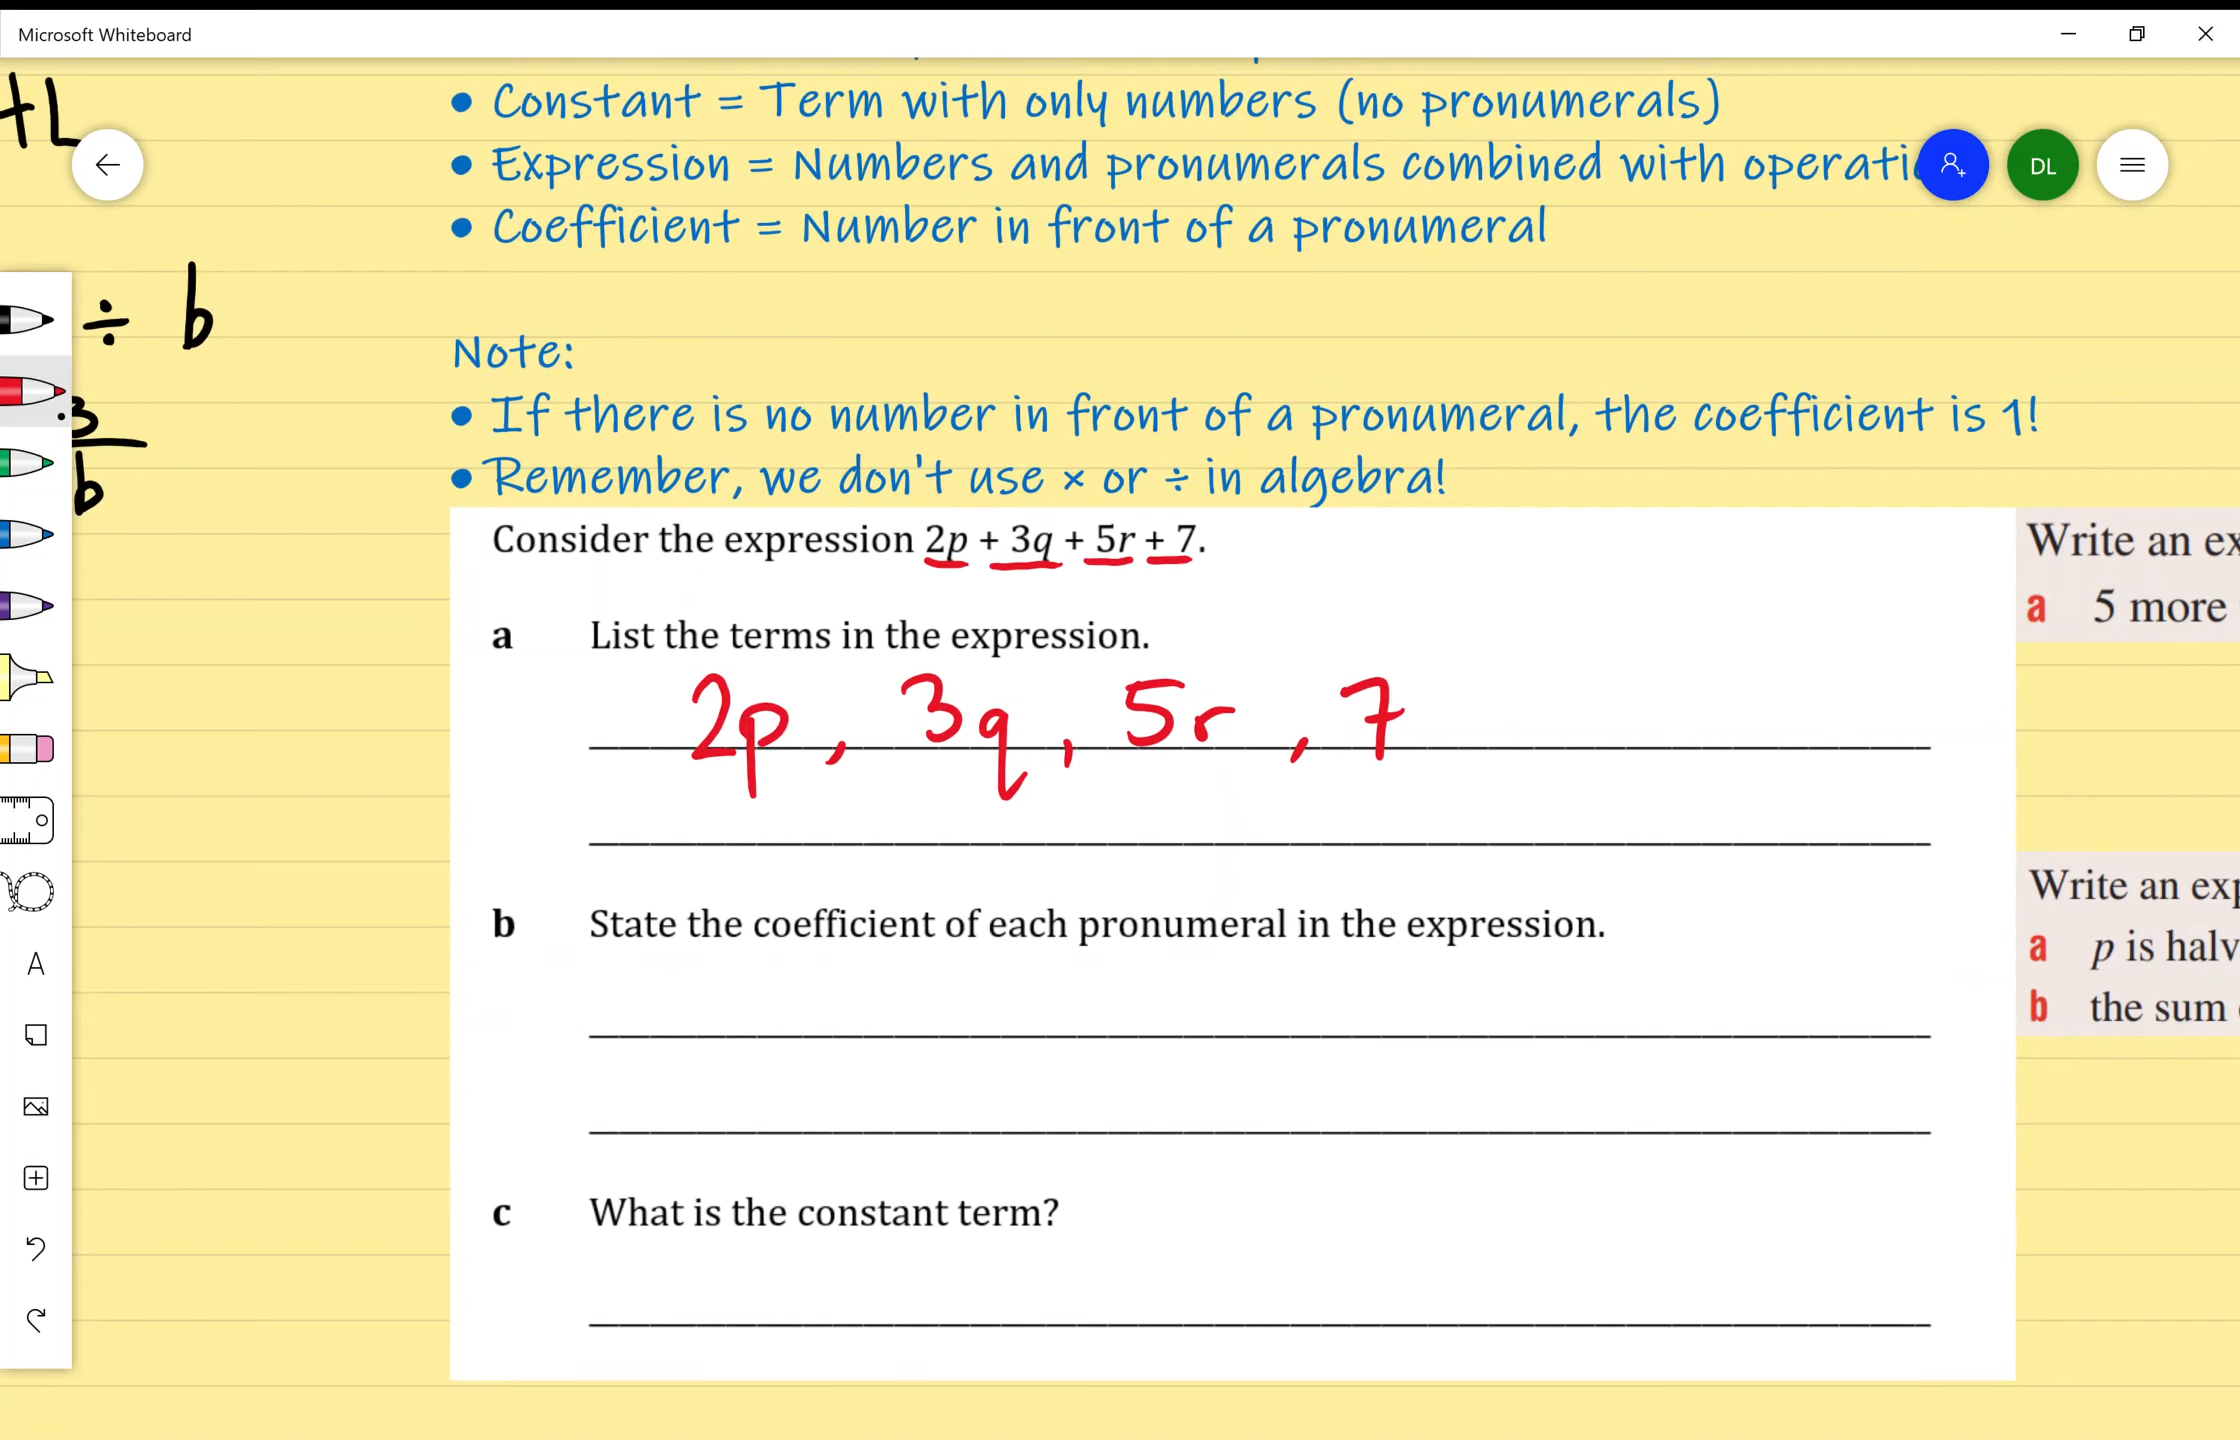 Microsoft Whiteboard
+L
• Constant = Term with only numbers (no pronumerals)
• Expression = Numbers and pronumerals combined with
DL
• Coefficient = Number in front of a pronumeral
÷ b
Note:
3
b
• If there is no number in front of a pronumeral, the coefficient is 1!
• Remember, we don't use × or ÷ in algebra!
Consider the expression 2p + 3q + 5r + 7.
a List the terms in the expression.
2p, 3q, 5r, 7
b State the coefficient of each pronumeral in the expression.
c What is the constant term?
A
Write an
a 5 more
Write an
a p is
b the sum